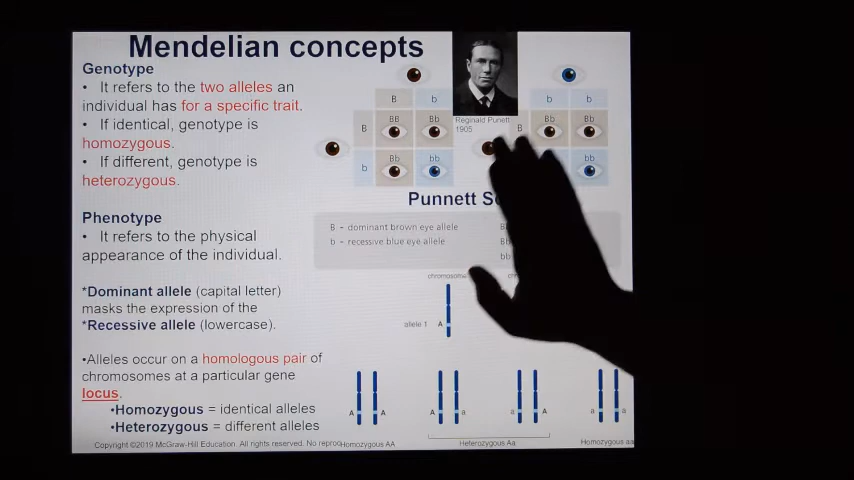 Mendelian concepts
Genotype
• It refers to the two alleles an
individual has for a specific trait.
• If identical, genotype is
homozygous.
• If different, genotype is
heterozygous.
Phenotype
• It refers to the physical
appearance of the individual.
*Dominant allele (capital letter)
masks the expression of the
*Recessive allele (lowercase).
•Alleles occur on a homologous pair of
chromosomes at a particular gene
locus.
•Homozygous = identical alleles
•Heterozygous = different alleles
Copyright ©2019 McGraw-Hill Education. All rights reserved. No
B b
B BB Bb
b Bb bb
Reginald Punett
1905
b b
B Bb Bb
bb
Punnett
B - dominant brown eye allele
b - recessive blue eye allele
bb
allele 1 A
A A
A a
a A
a a
Homozygous AA
Heterozygous Aa
Homozygous aa